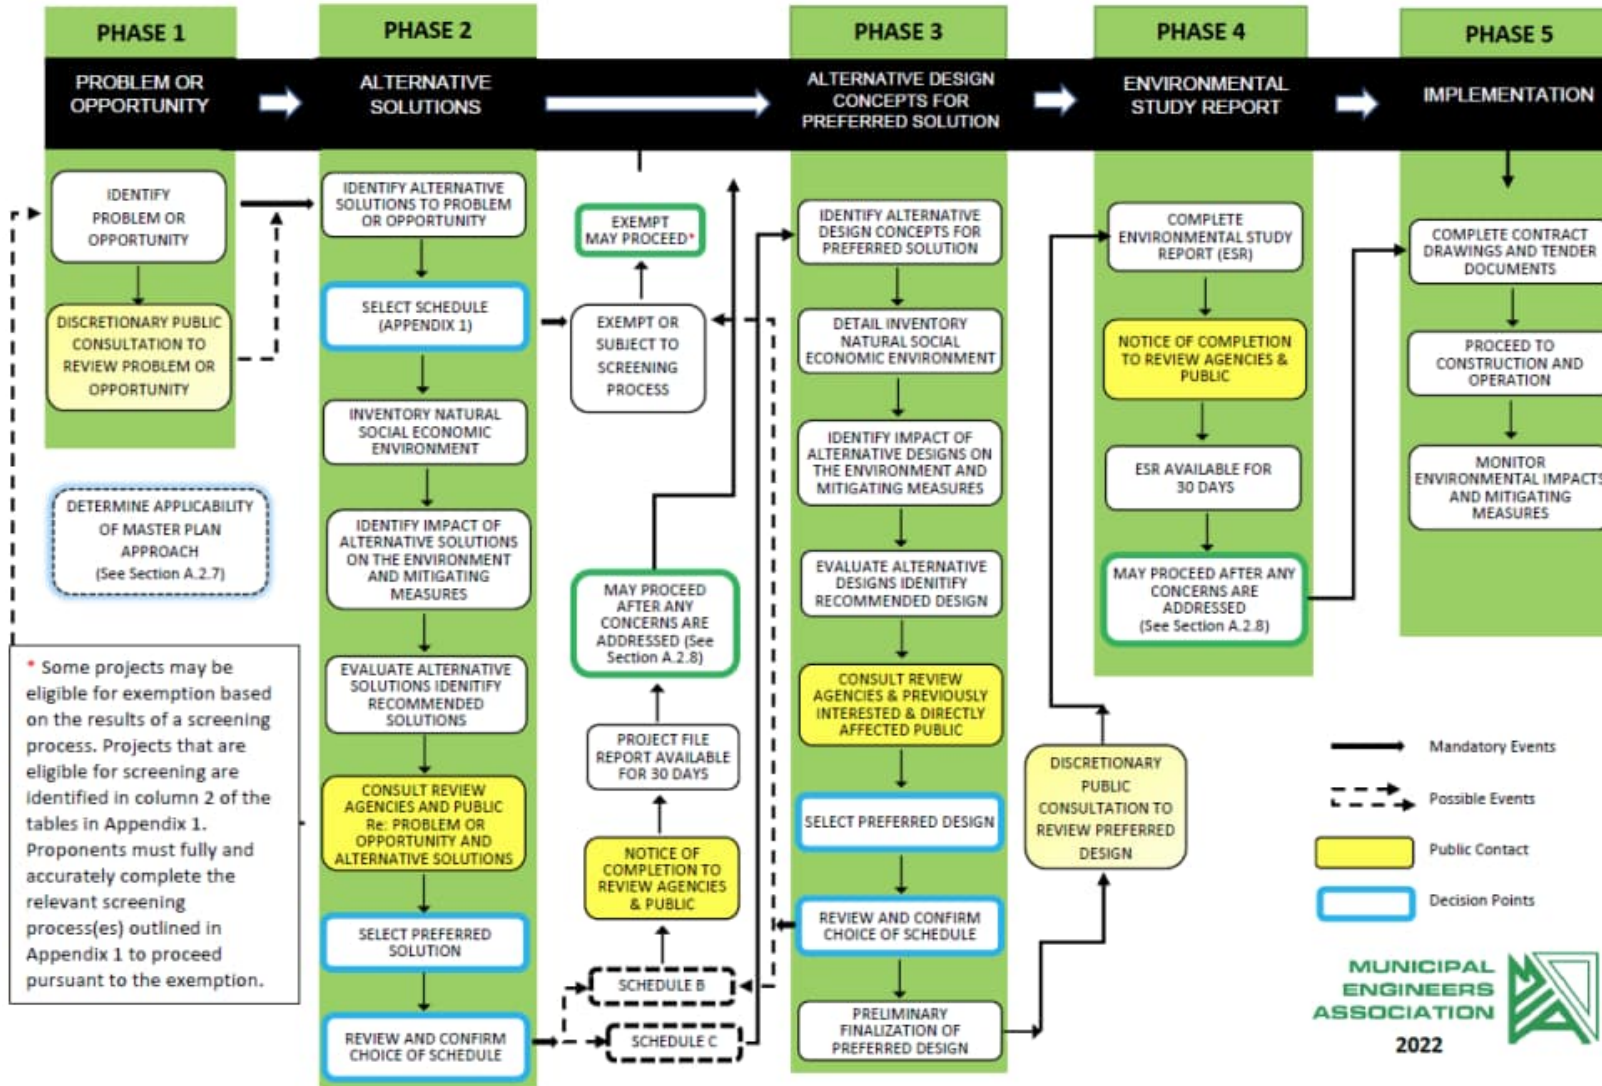 PHASE 1
PROBLEM OR
OPPORTUNITY
IDENTIFY
PROBLEM OR
OPPORTUNITY
DISCRETIONARY PUBLIC
CONSULTATION TO
REVIEW PROBLEM OR
OPPORTUNITY
DETERMINE APPLICABILITY
OF MASTER PLAN
APPROACH
(See Section A.2.7)
* Some projects may be
eligible for exemption based
on the results of a screening
process. Projects that are
eligible for screening are
identified in column 2 of the
tables in Appendix 1.
Proponents must fully and
accurately complete the
relevant screening
process(es) outlined in
Appendix 1 to proceed
pursuant to the exemption.
PHASE 2
ALTERNATIVE
SOLUTIONS
IDENTIFY ALTERNATIVE
SOLUTIONS TO PROBLEM
OR OPPORTUNITY
SELECT SCHEDULE
(APPENDIX 1)
INVENTORY NATURAL
SOCIAL ECONOMIC
ENVIRONMENT
IDENTIFY IMPACT OF
ALTERNATIVE SOLUTIONS
ON THE ENVIRONMENT
AND MITIGATING
MEASURES
EVALUATE ALTERNATIVE
SOLUTIONS IDENITIFY
RECOMMENDED
SOLUTIONS
CONSULT REVIEW
AGENCIES AND PUBLIC
Re: PROBLEM OR
OPPORTUNITY AND
ALTERNATIVE SOLUTIONS
SELECT PREFERRED
SOLUTION
REVIEW AND CONFIRM
CHOICE OF SCHEDULE
EXEMPT
MAY PROCEED*
EXEMPT OR
SUBJECT TO
SCREENING
PROCESS
MAY PROCEED
AFTER ANY
CONCERNS ARE
ADDRESSED (See
Section A.2.8)
PROJECT FILE
REPORT AVAILABLE
FOR 30 DAYS
NOTICE OF
COMPLETION TO
REVIEW AGENCIES
& PUBLIC
SCHEDULE B
SCHEDULE C
PHASE 3
ALTERNATIVE DESIGN
CONCEPTS FOR
PREFERRED SOLUTION
IDENTIFY ALTERNATIVE
DESIGN CONCEPTS FOR
PREFERRED SOLUTION
DETAIL INVENTORY
NATURAL SOCIAL
ECONOMIC ENVIRONMENT
IDENTIFY IMPACT OF
ALTERNATIVE DESIGNS ON
THE ENVIRONMENT AND
MITIGATING MEASURES
EVALUATE ALTERNATIVE
DESIGNS IDENITIFY
RECOMMENDED DESIGN
CONSULT REVIEW
AGENCIES & PREVIOUSLY
INTERESTED & DIRECTLY
AFFECTED PUBLIC
SELECT PREFERRED DESIGN
REVIEW AND CONFIRM
CHOICE OF SCHEDULE
PRELIMINARY
FINALIZATION OF
PREFERRED DESIGN
DISCRETIONARY
PUBLIC
CONSULTATION TO
REVIEW PREFERRED
DESIGN
PHASE 4
ENVIRONMENTAL
STUDY REPORT
COMPLETE
ENVIRONMENTAL STUDY
REPORT (ESR)
NOTICE OF COMPLETION
TO REVIEW AGENCIES &
PUBLIC
ESR AVAILABLE FOR
30 DAYS
MAY PROCEED AFTER ANY
CONCERNS ARE
ADDRESSED
(See Section A.2.8)
PHASE 5
IMPLEMENTATION
COMPLETE CONTRACT
DRAWINGS AND TENDER
DOCUMENTS
PROCEED TO
CONSTRUCTION AND
OPERATION
MONITOR
ENVIRONMENTAL IMPACTS
AND MITIGATING
MEASURES
Mandatory Events
Possible Events
Public Contact
Decision Points
MUNICIPAL
ENGINEERS
ASSOCIATION
2022